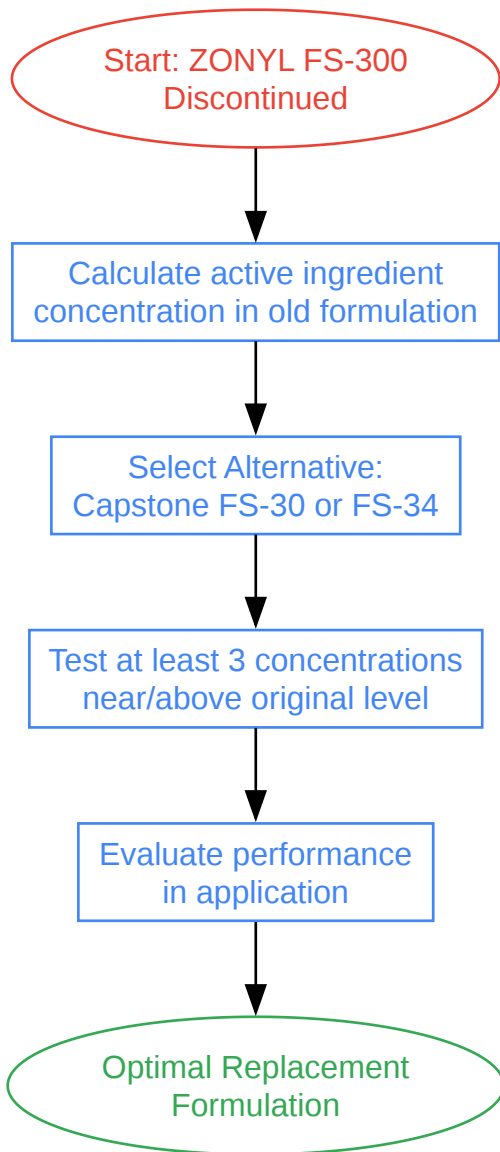 Start: ZONYL FS-300
Discontinued
Calculate active ingredient
concentration in old formulation
Select Alternative:
Capstone FS-30 or FS-34
Test at least 3 concentrations
near/above original level
Evaluate performance
in application
Optimal Replacement
Formulation